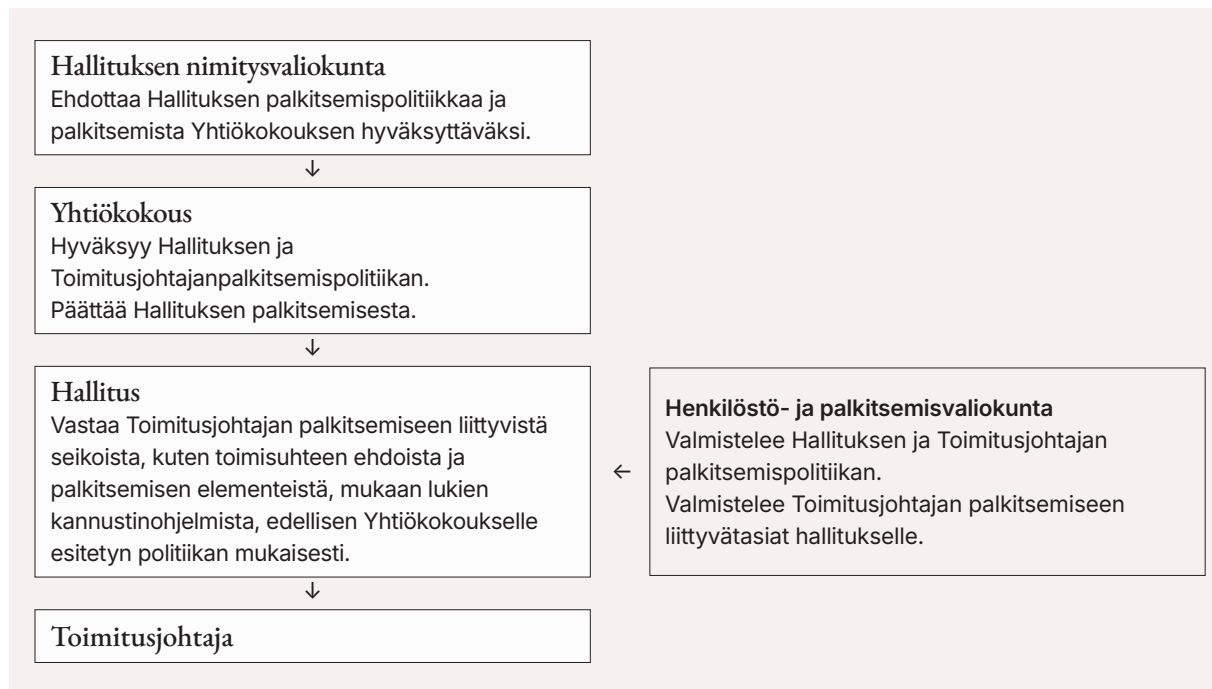 Hallituksen nimitysvaliokunta
Ehdottaa Hallituksen palkitsemispolitiikkaa ja
palkitsemista Yhtiökokouksen hyväksyttäväksi.
↓
Yhtiökokous
Hyväksyy Hallituksen ja
Toimitusjohtajanpalkitsemispolitiikan.
Päättää Hallituksen palkitsemisesta.
↓
Hallitus
Vastaa Toimitusjohtajan palkitsemiseen liittyvistä
seikoista, kuten toimisuhteen ehdoista ja
palkitsemisen elementeistä, mukaan lukien
kannustinohjelmista, edellisen Yhtiökokoukselle
esitetyn politiikan mukaisesti.
←
Henkilöstö- ja palkitsemisvaliokunta
Valmistelee Hallituksen ja Toimitusjohtajan
palkitsemispolitiikan.
Valmistelee Toimitusjohtajan palkitsemiseen
liittyvätasiat hallitukselle.
↓
Toimitusjohtaja